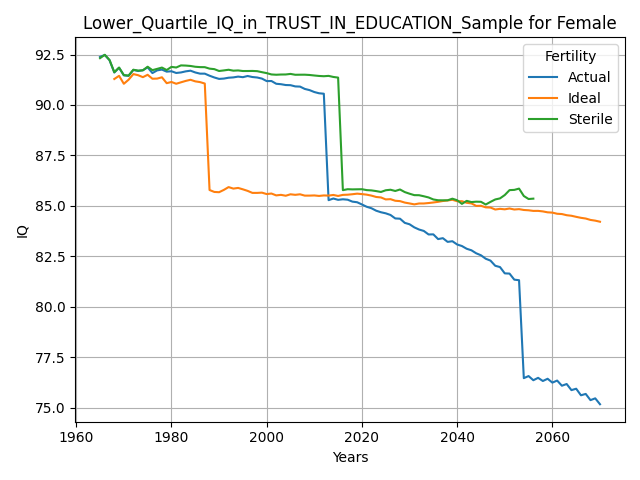 Lower_Quartile_IQ_in_TRUST_IN_EDUCATION_Sample for Female
Fertility
Actual
Ideal
Sterile
IQ
92.5
90.0
87.5
85.0
82.5
80.0
77.5
75.0
1960 1980 2000 2020 2040 2060
Years